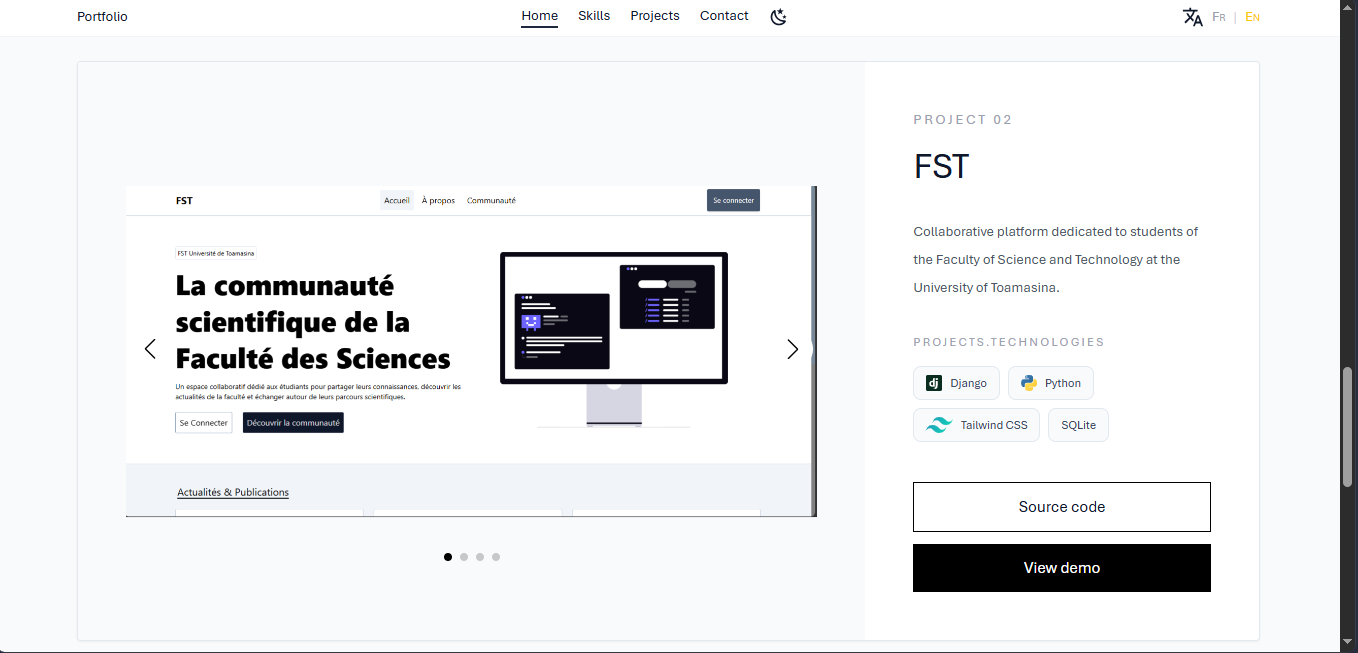 Portfolio
Home Skills Projects Contact
FR | EN
FST
Accueil À propos Communauté
Se connecter
FST Université de Toamasina
La communauté
scientifique de la
Faculté des Sciences
Un espace collaboratif dédié aux étudiants pour partager leurs connaissances, découvrir les
actualités de la faculté et échanger autour de leurs parcours scientifiques.
Se Connecter Découvrir la communauté
Actualités & Publications
PROJECT 02
FST
Collaborative platform dedicated to students of
the Faculty of Science and Technology at the
University of Toamasina.
PROJECTS.TECHNOLOGIES
dj Django Python
Tailwind CSS SQLite
Source code
View demo